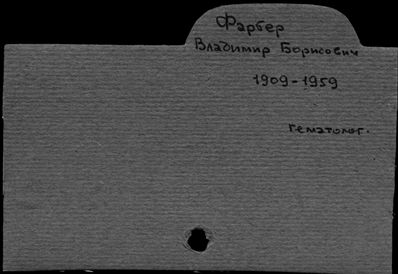 Фарбер
Владимир Борисович
1909-1959
гематолог.